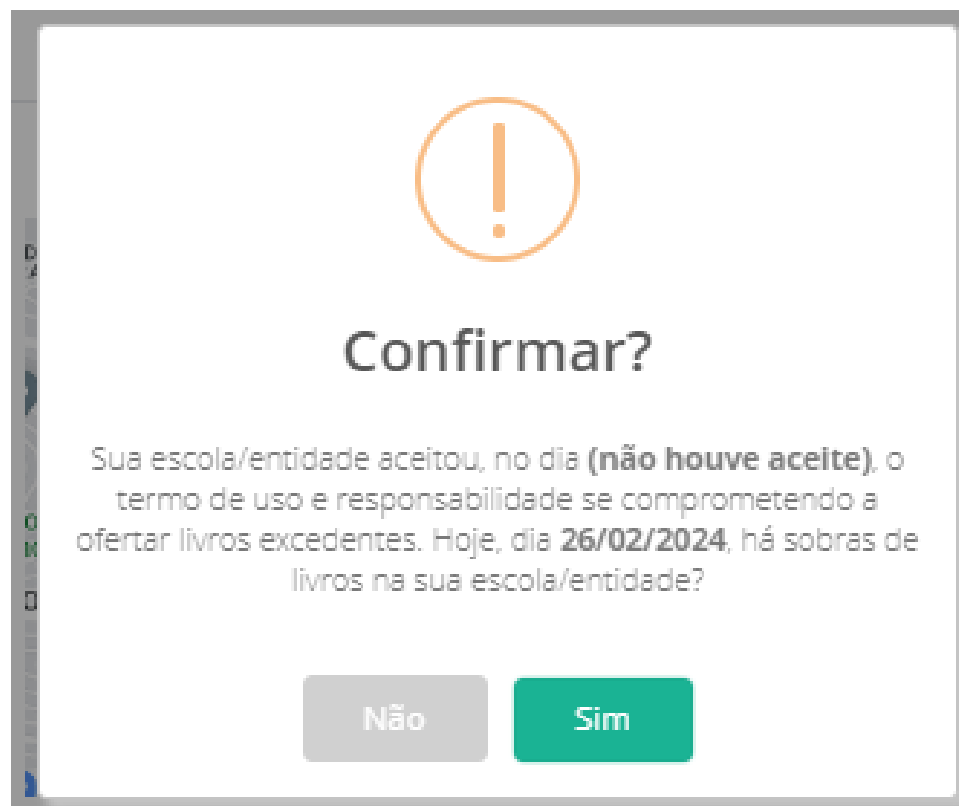 Confirmar?
Sua escola/entidade aceitou, no dia (não houve aceite), o
termo de uso e responsabilidade se comprometendo a
ofertar livros excedentes. Hoje, dia 26/02/2024, há sobras de
livros na sua escola/entidade?
Não
Sim